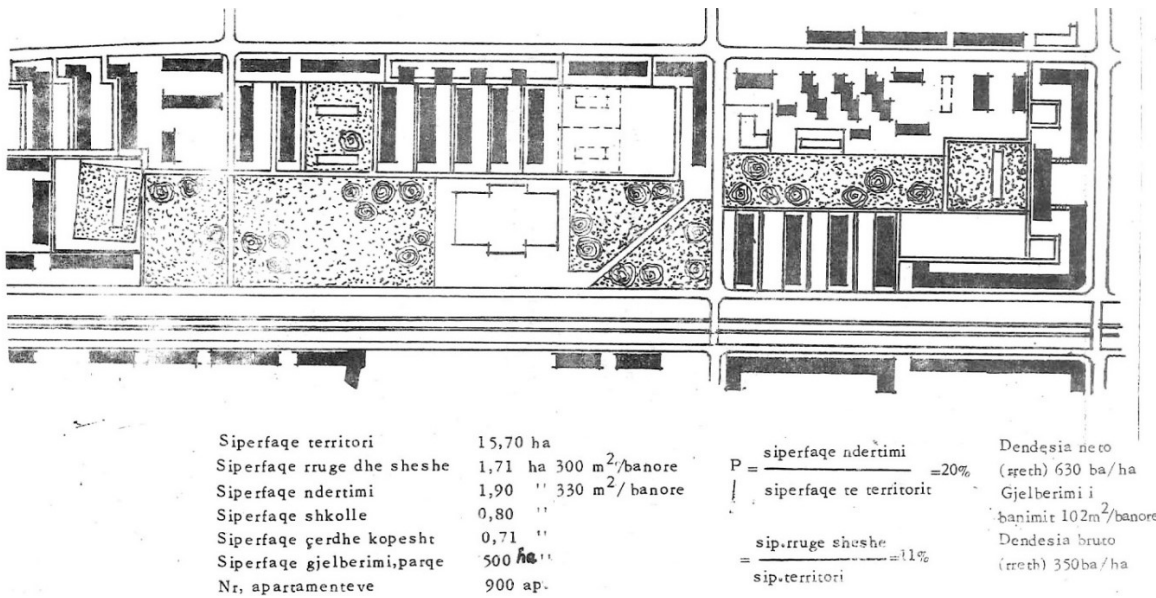 Siperfaqe territori 15,70 ha
Siperfaqe rruge dhe sheshe 1,71 ha 300 m²/banore
Siperfaqe ndertimi 1,90 '' 330 m²/banore
Siperfaqe shkolle 0,80 ''
Siperfaqe çerdhe kopesht 0,71 ''
Siperfaqe gjelberimi,parqe 500 ha ''
Nr, apartamenteve 900 ap.
P = siperfaqe ndertimi
=20%
siperfaqe te territorit
= sip.rruge sheshe
=11%
sip.territori
Dendesia neto
(rreth) 630 ba/ha
Gjelberimi i
banimit 102m²/banore
Dendesia bruto
(rreth) 350ba/ha